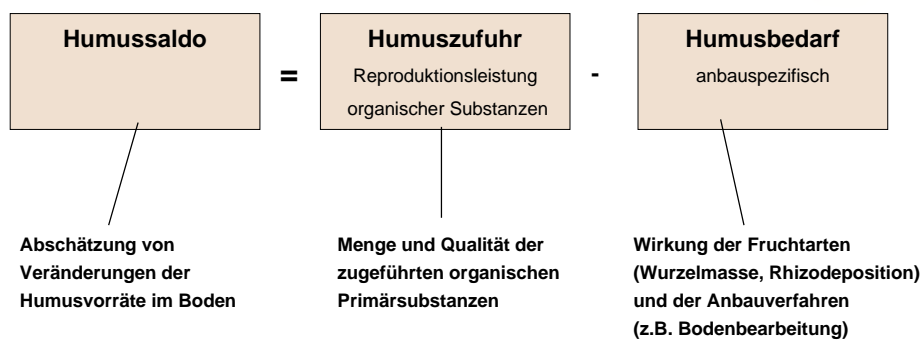 Humussaldo
=
Humuszufuhr
Reproduktionsleistung
organischer Substanzen
-
Humusbedarf
anbauspezifisch
Abschätzung von
Veränderungen der
Humusvorräte im Boden
Menge und Qualität der
zugeführten organischen
Primärsubstanzen
Wirkung der Fruchtarten
(Wurzelmasse, Rhizodeposition)
und der Anbauverfahren
(z.B. Bodenbearbeitung)